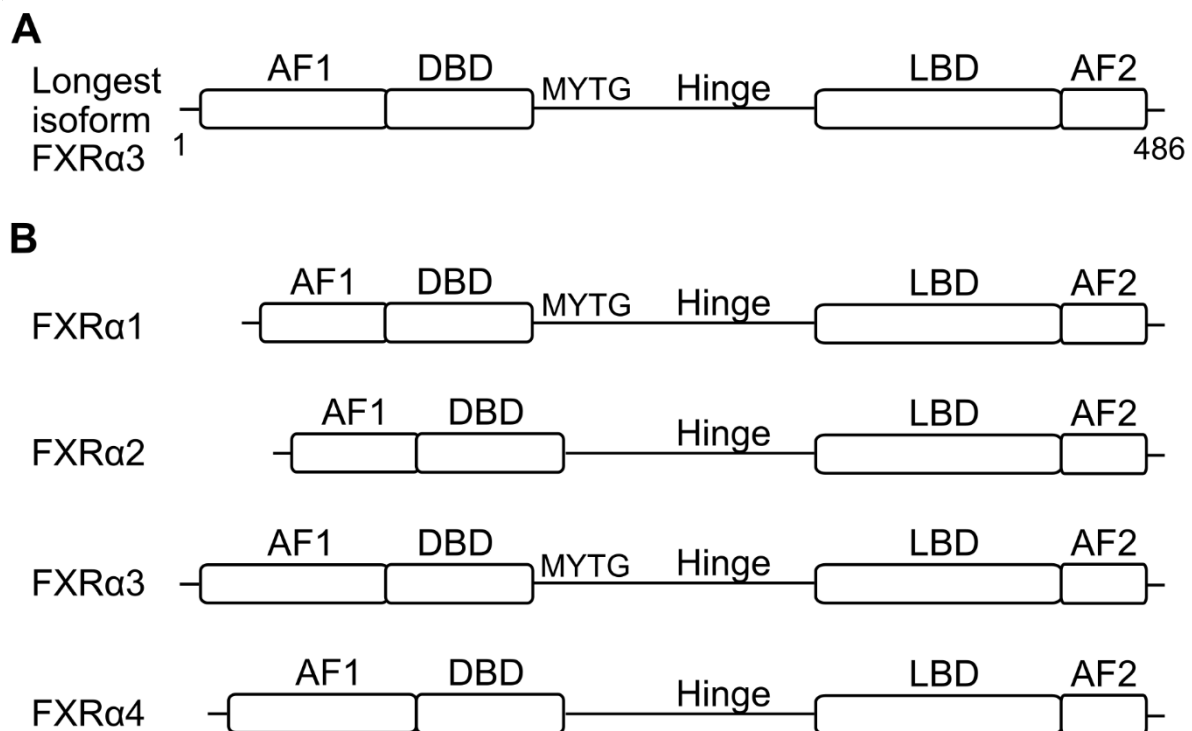 A
AF1 DBD MYTG Hinge LBD AF2
Longest
isoform
FXRα3
1 486
B
AF1 DBD MYTG Hinge LBD AF2
FXRα1
AF1 DBD Hinge LBD AF2
FXRα2
AF1 DBD MYTG Hinge LBD AF2
FXRα3
AF1 DBD Hinge LBD AF2
FXRα4